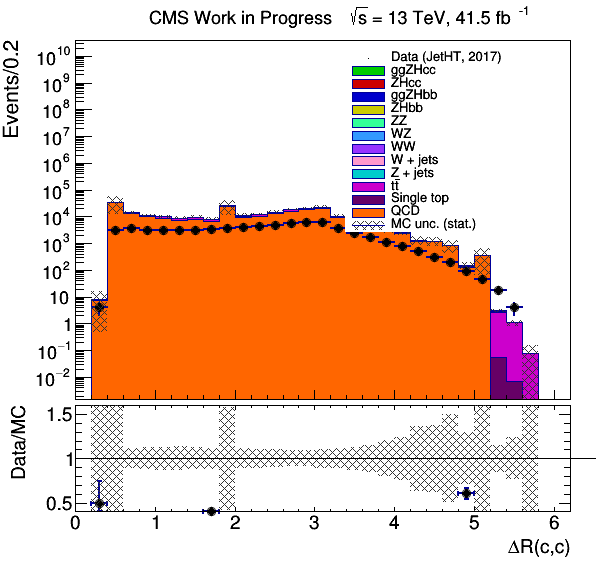 CMS Work in Progress √s = 13 TeV, 41.5 fb⁻¹
Events/0.2
10¹⁰
10⁹
10⁸
10⁷
10⁶
10⁵
10⁴
10³
10²
10
1
10⁻¹
10⁻²
Data (JetHT, 2017)
ggZHcc
ZHcc
ggZHbb
ZHbb
ZZ
WZ
WW
W + jets
Z + jets
tt̄
Single top
QCD
MC unc. (stat.)
Data/MC
1.5
1
0.5
0 1 2 3 4 5 6
ΔR(c,c)